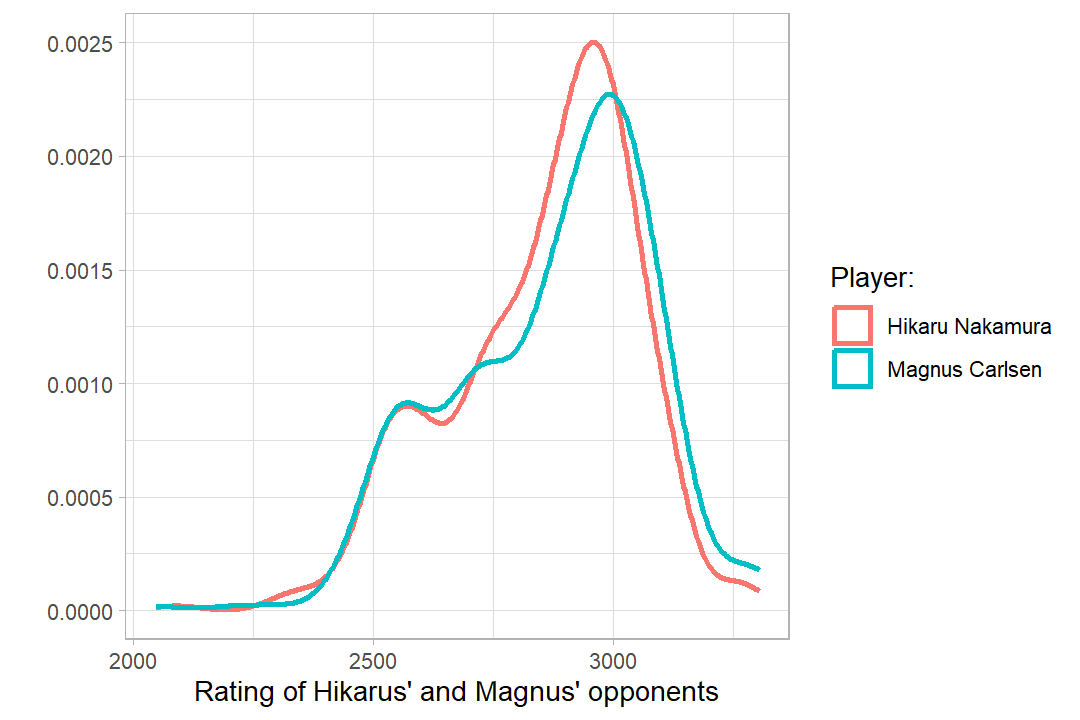 0.0025
0.0020
0.0015
0.0010
0.0005
0.0000
2000 2500 3000
Rating of Hikarus' and Magnus' opponents
Player:
Hikaru Nakamura
Magnus Carlsen